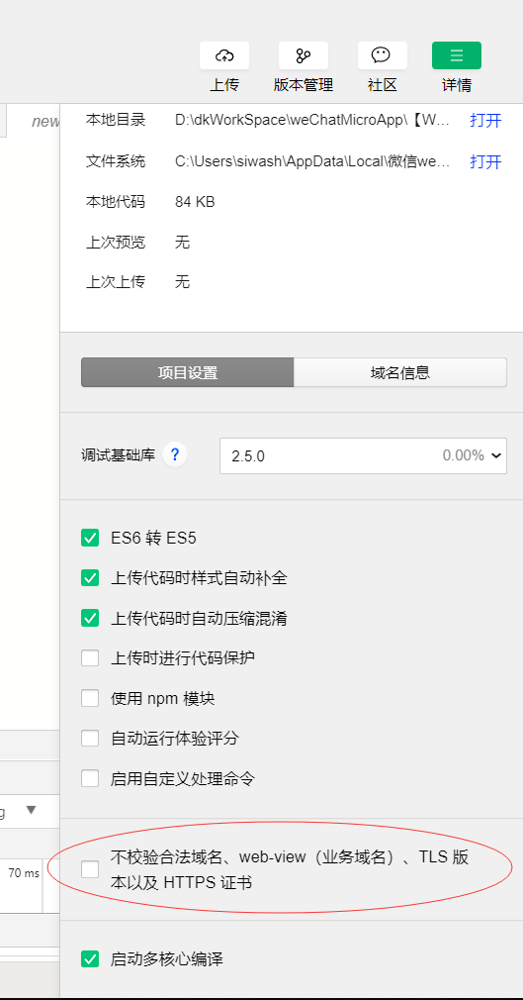 上传 版本管理 社区 详情
new
本地目录 D:\dkWorkSpace\weChatMicroApp\【W... 打开
文件系统 C:\Users\siwash\AppData\Local\微信we... 打开
本地代码 84 KB
上次预览 无
上次上传 无
项目设置 域名信息
调试基础库 ? 2.5.0 0.00%
ES6 转 ES5
上传代码时样式自动补全
上传代码时自动压缩混淆
上传时进行代码保护
使用 npm 模块
自动运行体验评分
启用自定义处理命令
g
不校验合法域名、web-view（业务域名）、TLS 版
本以及 HTTPS 证书
70 ms
启动多核心编译